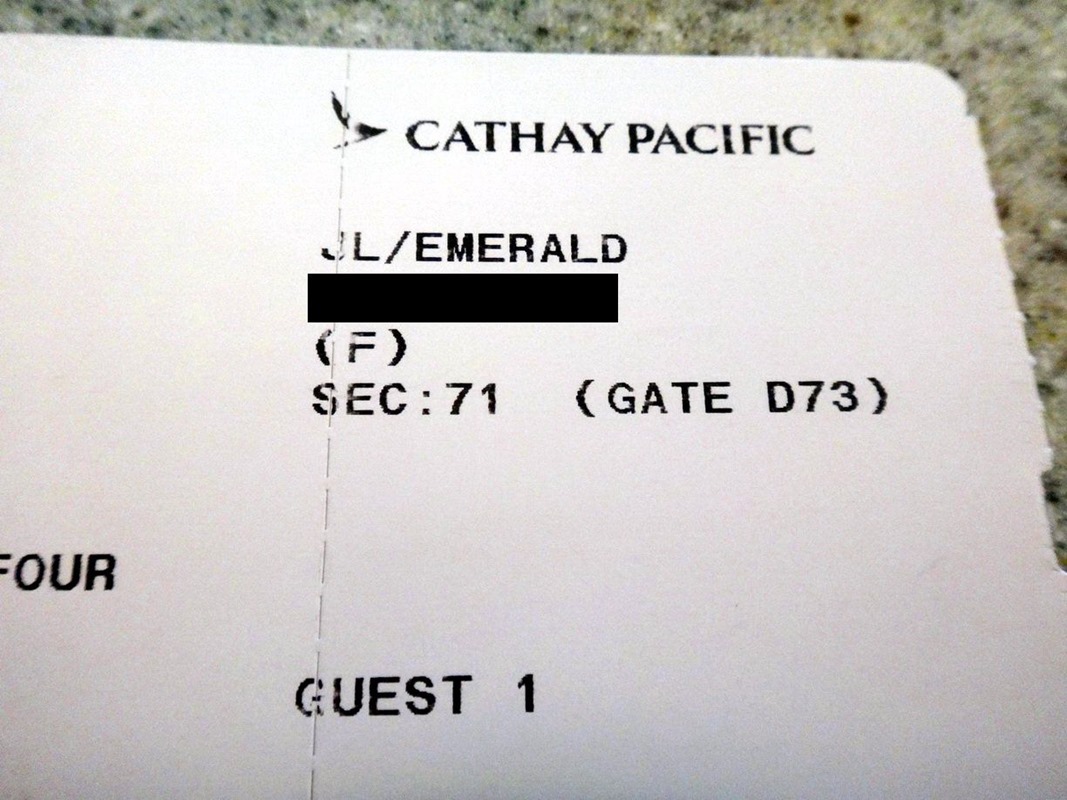 CATHAY PACIFIC
JL/EMERALD
(F)
SEC:71 (GATE D73)
FOUR
GUEST 1